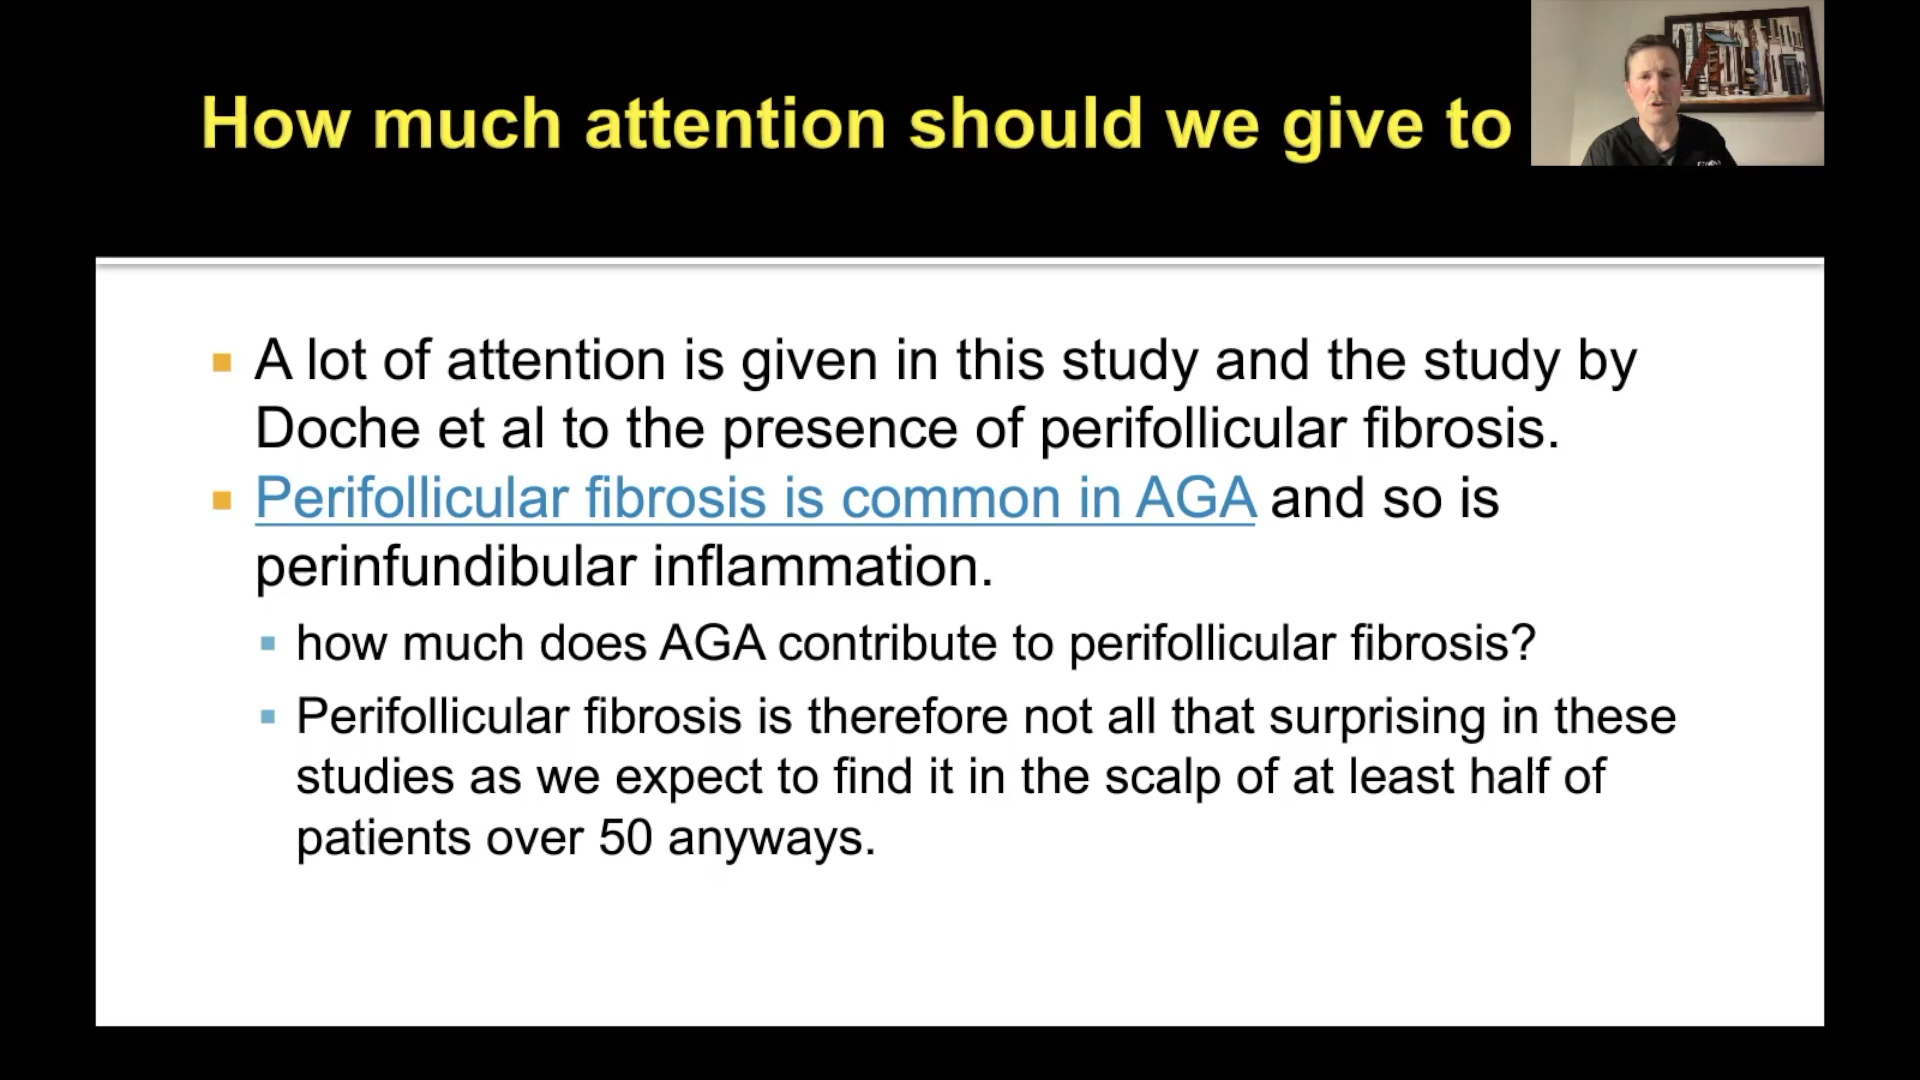 How much attention should we give to
A lot of attention is given in this study and the study by
Doche et al to the presence of perifollicular fibrosis.
Perifollicular fibrosis is common in AGA and so is
perinfundibular inflammation.
how much does AGA contribute to perifollicular fibrosis?
Perifollicular fibrosis is therefore not all that surprising in these
studies as we expect to find it in the scalp of at least half of
patients over 50 anyways.